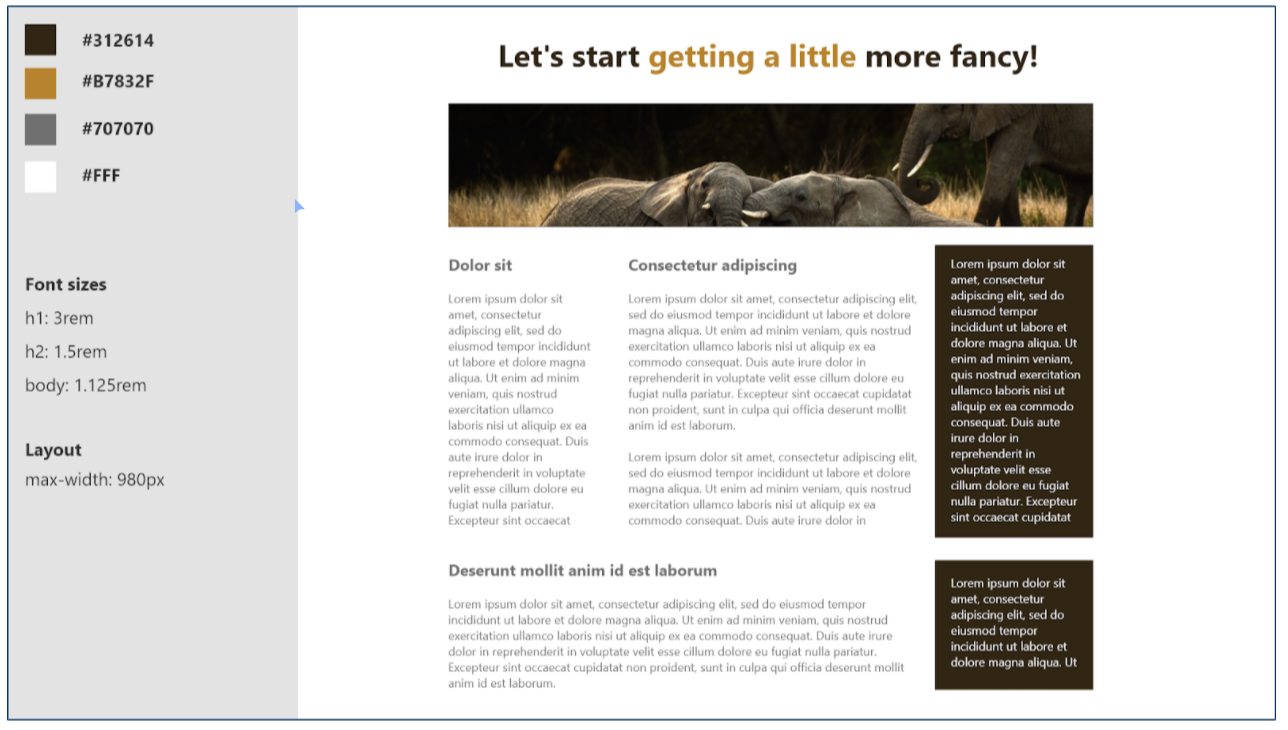 #312614
#B7832F
#707070
#FFF
Font sizes
h1: 3rem
h2: 1.5rem
body: 1.125rem
Layout
max-width: 980px
Let's start getting a little more fancy!
Dolor sit
Lorem ipsum dolor sit
amet, consectetur
adipiscing elit, sed do
eiusmod tempor incididunt
ut labore et dolore magna
aliqua. Ut enim ad minim
veniam, quis nostrud
exercitation ullamco
laboris nisi ut aliquip ex ea
commodo consequat. Duis
aute irure dolor in
reprehenderit in voluptate
velit esse cillum dolore eu
fugiat nulla pariatur.
Excepteur sint occaecat
Consectetur adipiscing
Lorem ipsum dolor sit amet, consectetur adipiscing elit,
sed do eiusmod tempor incididunt ut labore et dolore
magna aliqua. Ut enim ad minim veniam, quis nostrud
exercitation ullamco laboris nisi ut aliquip ex ea
commodo consequat. Duis aute irure dolor in
reprehenderit in voluptate velit esse cillum dolore eu
fugiat nulla pariatur. Excepteur sint occaecat cupidatat
non proident, sunt in culpa qui officia deserunt mollit
anim id est laborum.
Lorem ipsum dolor sit amet, consectetur adipiscing elit,
sed do eiusmod tempor incididunt ut labore et dolore
magna aliqua. Ut enim ad minim veniam, quis nostrud
exercitation ullamco laboris nisi ut aliquip ex ea
commodo consequat. Duis aute irure dolor in
Lorem ipsum dolor sit
amet, consectetur
adipiscing elit, sed do
eiusmod tempor
incididunt ut labore et
dolore magna aliqua. Ut
enim ad minim veniam,
quis nostrud exercitation
ullamco laboris nisi ut
aliquip ex ea commodo
consequat. Duis aute
irure dolor in
reprehenderit in
voluptate velit esse
cillum dolore eu fugiat
nulla pariatur. Excepteur
sint occaecat cupidatat
Deserunt mollit anim id est laborum
Lorem ipsum dolor sit amet, consectetur adipiscing elit, sed do eiusmod tempor
incididunt ut labore et dolore magna aliqua. Ut enim ad minim veniam, quis nostrud
exercitation ullamco laboris nisi ut aliquip ex ea commodo consequat. Duis aute irure
dolor in reprehenderit in voluptate velit esse cillum dolore eu fugiat nulla pariatur.
Excepteur sint occaecat cupidatat non proident, sunt in culpa qui officia deserunt mollit
anim id est laborum.
Lorem ipsum dolor sit
amet, consectetur
adipiscing elit, sed do
eiusmod tempor
incididunt ut labore et
dolore magna aliqua. Ut